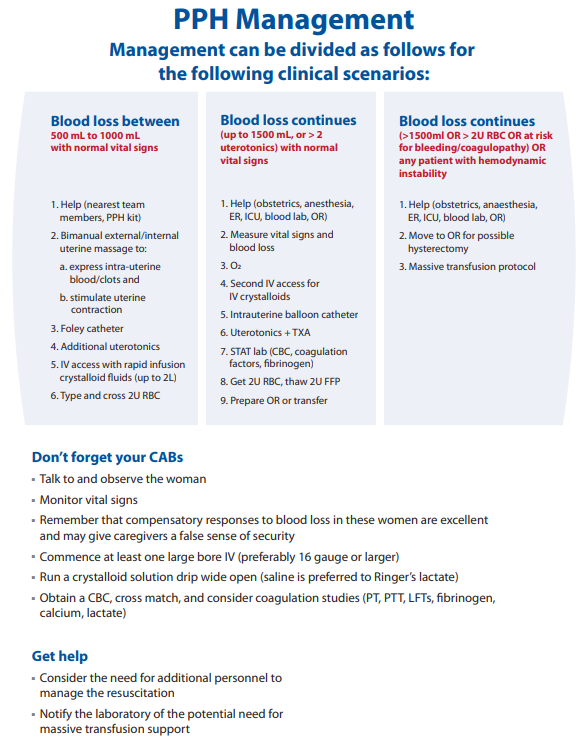 PPH Management
Management can be divided as follows for
the following clinical scenarios:
Blood loss between
500 mL to 1000 mL
with normal vital signs
1. Help (nearest team
members, PPH kit)
2. Bimanual external/internal
uterine massage to:
a. express intra-uterine
blood/clots and
b. stimulate uterine
contraction
3. Foley catheter
4. Additional uterotonics
5. IV access with rapid infusion
crystalloid fluids (up to 2L)
6. Type and cross 2U RBC
Blood loss continues
(up to 1500 mL, or > 2
uterotonics) with normal
vital signs
1. Help (obstetrics, anesthesia,
ER, ICU, blood lab, OR)
2. Measure vital signs and
blood loss
3. O₂
4. Second IV access for
IV crystalloids
5. Intrauterine balloon catheter
6. Uterotonics + TXA
7. STAT lab (CBC, coagulation
factors, fibrinogen)
8. Get 2U RBC, thaw 2U FFP
9. Prepare OR or transfer
Blood loss continues
(>1500ml OR > 2U RBC OR at risk
for bleeding/coagulopathy) OR
any patient with hemodynamic
instability
1. Help (obstetrics, anaesthesia,
ER, ICU, blood lab, OR)
2. Move to OR for possible
hysterectomy
3. Massive transfusion protocol
Don't forget your CABs
▪ Talk to and observe the woman
▪ Monitor vital signs
▪ Remember that compensatory responses to blood loss in these women are excellent
and may give caregivers a false sense of security
▪ Commence at least one large bore IV (preferably 16 gauge or larger)
▪ Run a crystalloid solution drip wide open (saline is preferred to Ringer's lactate)
▪ Obtain a CBC, cross match, and consider coagulation studies (PT, PTT, LFTs, fibrinogen,
calcium, lactate)
Get help
▪ Consider the need for additional personnel to
manage the resuscitation
▪ Notify the laboratory of the potential need for
massive transfusion support